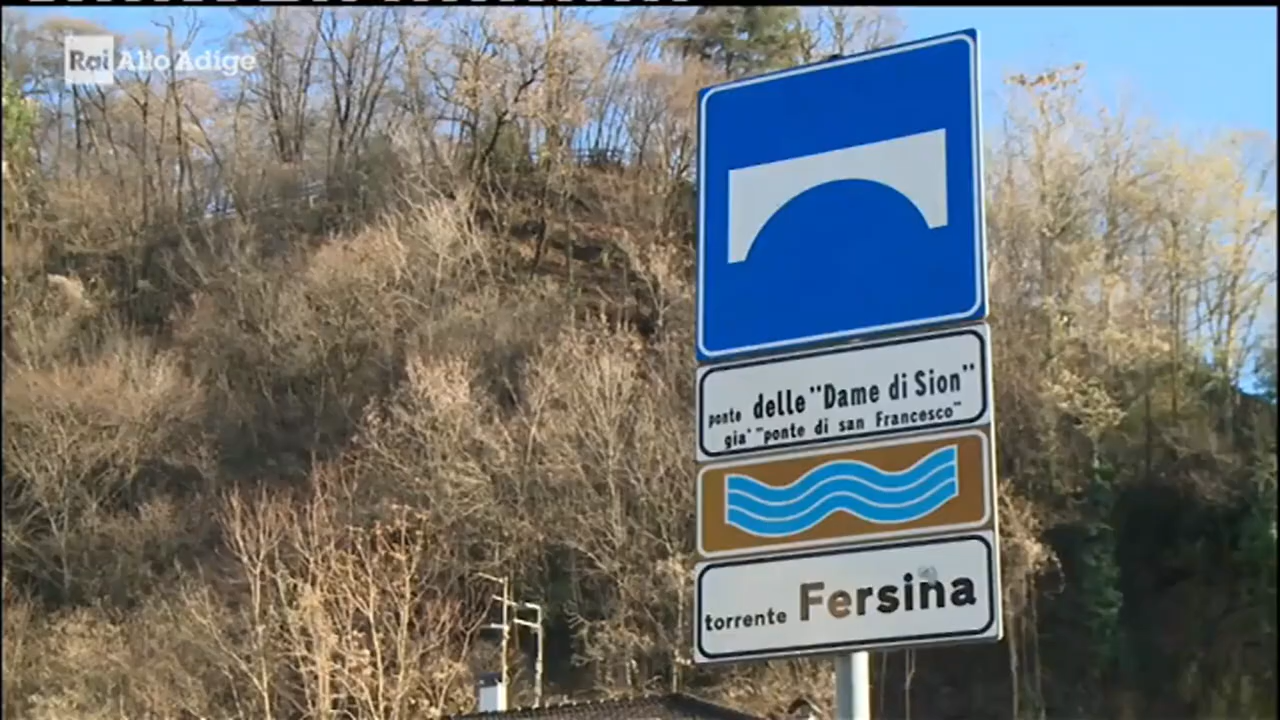 Rai Alto Adige
ponte delle "Dame di Sion"
gia' "ponte di san Francesco"
torrente Fersina